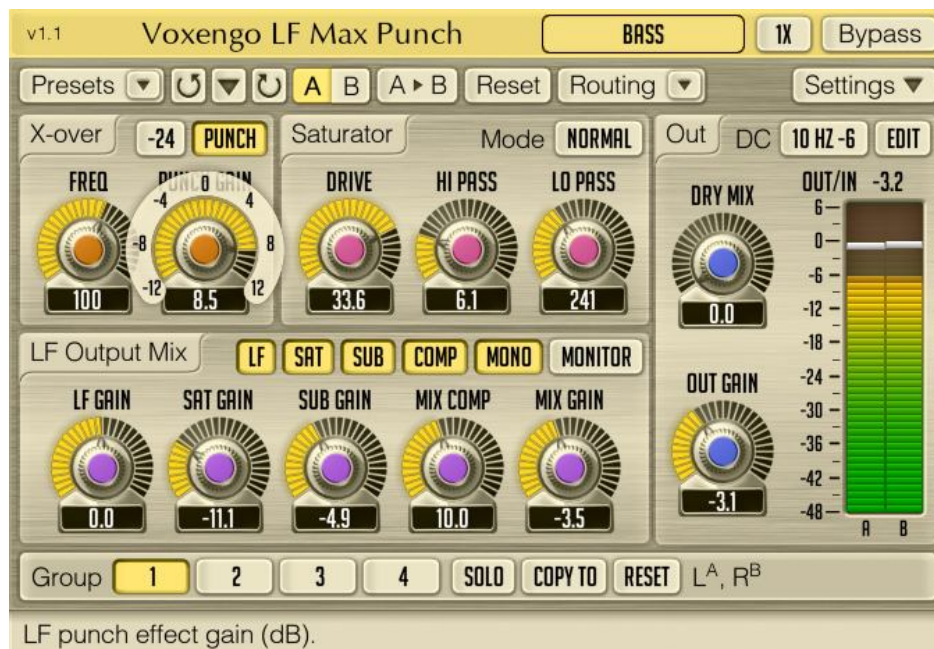 v1.1 Voxengo LF Max Punch BASS 1X Bypass
Presets A B A ▸ B Reset Routing Settings
X-over -24 PUNCH Saturator Mode NORMAL Out DC 10 HZ -6 EDIT
FREQ PUNCH GAIN DRIVE HI PASS LO PASS DRY MIX OUT/IN -3.2
-12 -8 -4 0 4 8 12
100 8.5 33.6 6.1 241 0.0
6
0
-6
-12
-18
-24
-30
-36
-42
-48
A B
LF Output Mix LF SAT SUB COMP MONO MONITOR
LF GAIN SAT GAIN SUB GAIN MIX COMP MIX GAIN OUT GAIN
0.0 -11.1 -4.9 10.0 -3.5 -3.1
Group 1 2 3 4 SOLO COPY TO RESET Lᴬ, Rᴮ
LF punch effect gain (dB).